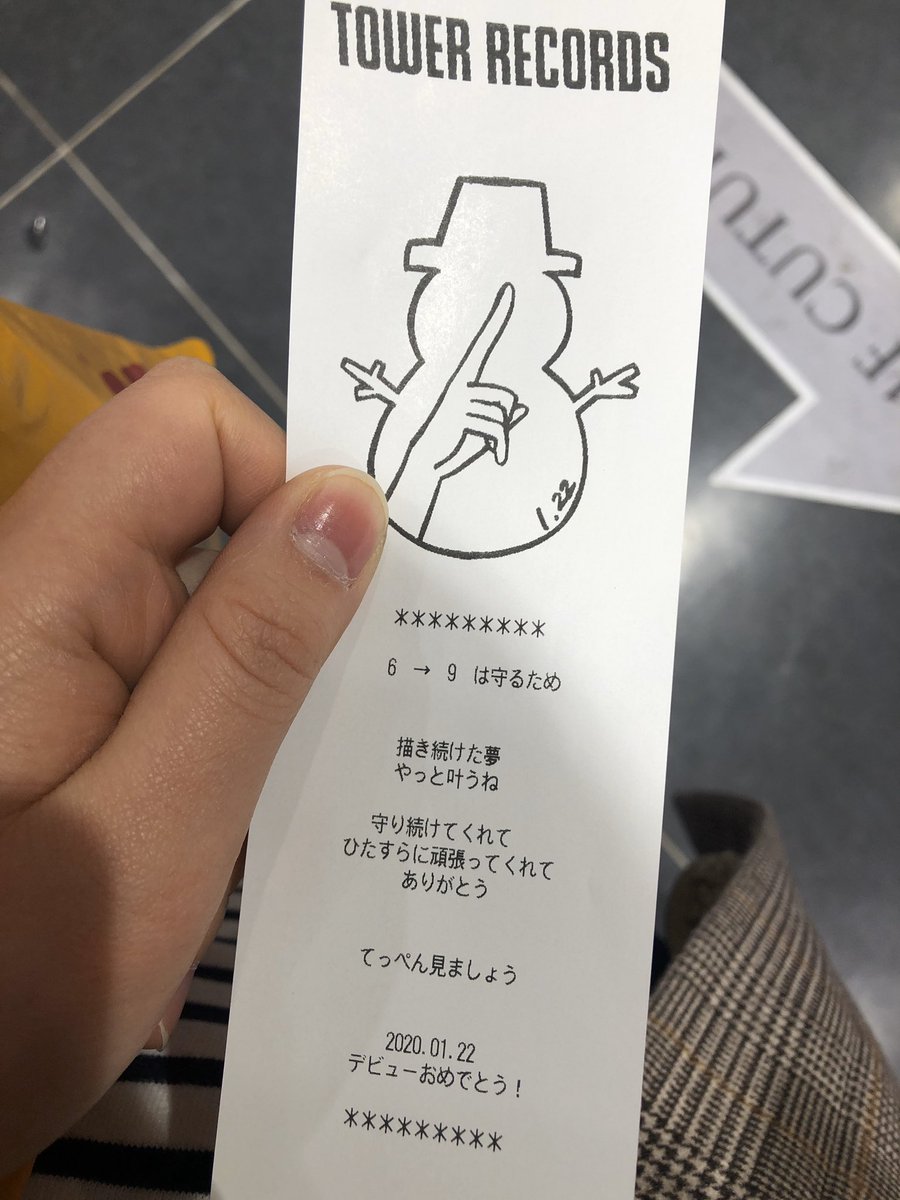 TOWER RECORDS
1.22
*********
6 → 9 は守るため
描き続けた夢
やっと叶うね
守り続けてくれて
ひたすらに頑張ってくれて
ありがとう
てっぺん見ましょう
2020.01.22
デビューおめでとう!
*********
CUTU